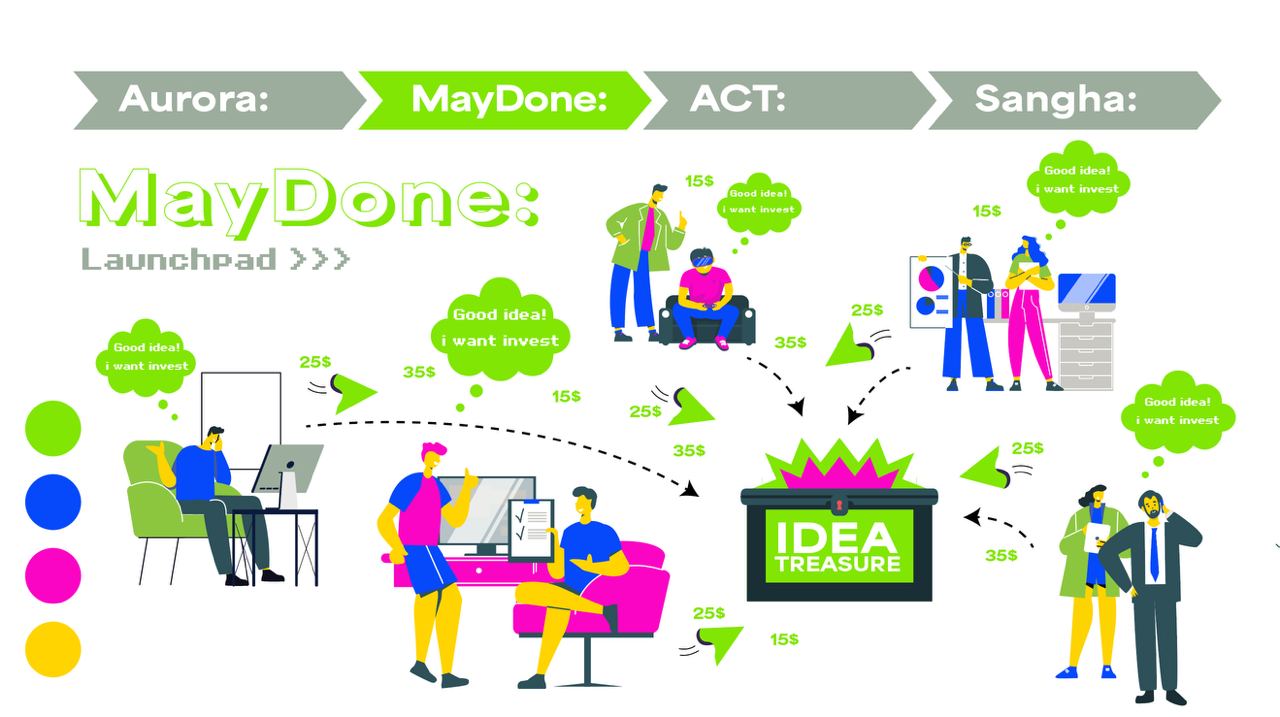 Aurora:
MayDone:
ACT:
Sangha:
MayDone:
Launchpad >>>
15$
Good idea!
i want invest
15$
Good idea!
i want invest
Good idea!
i want invest
25$
35$
Good idea!
i want invest
15$
25$
35$
35$
25$
Good idea!
i want invest
25$
35$
IDEA
TREASURE
25$
15$